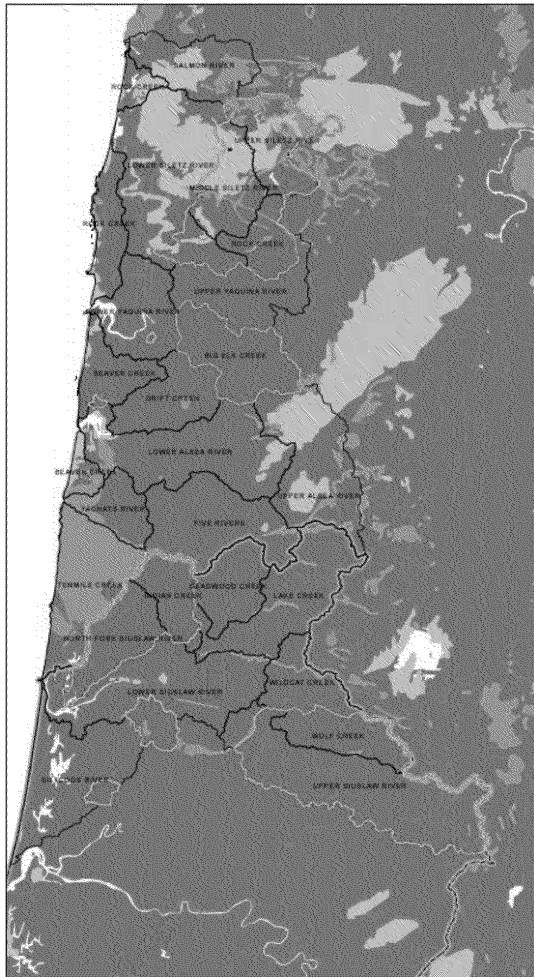 SALMON RIVER
ROCK CREEK
UPPER SILETZ RIVER
LOWER SILETZ RIVER
MIDDLE SILETZ RIVER
ROCK CREEK
ROCK CREEK
UPPER YAQUINA RIVER
LOWER YAQUINA RIVER
BIG ELK CREEK
BEAVER CREEK
DRIFT CREEK
LOWER ALSEA RIVER
BEAVER CREEK
UPPER ALSEA RIVER
YACHATS RIVER
FIVE RIVERS
TENMILE CREEK
DEADWOOD CREEK
INDIAN CREEK
LAKE CREEK
NORTH FORK SIUSLAW RIVER
WILDCAT CREEK
LOWER SIUSLAW RIVER
WOLF CREEK
RIVER
UPPER SIUSLAW RIVER